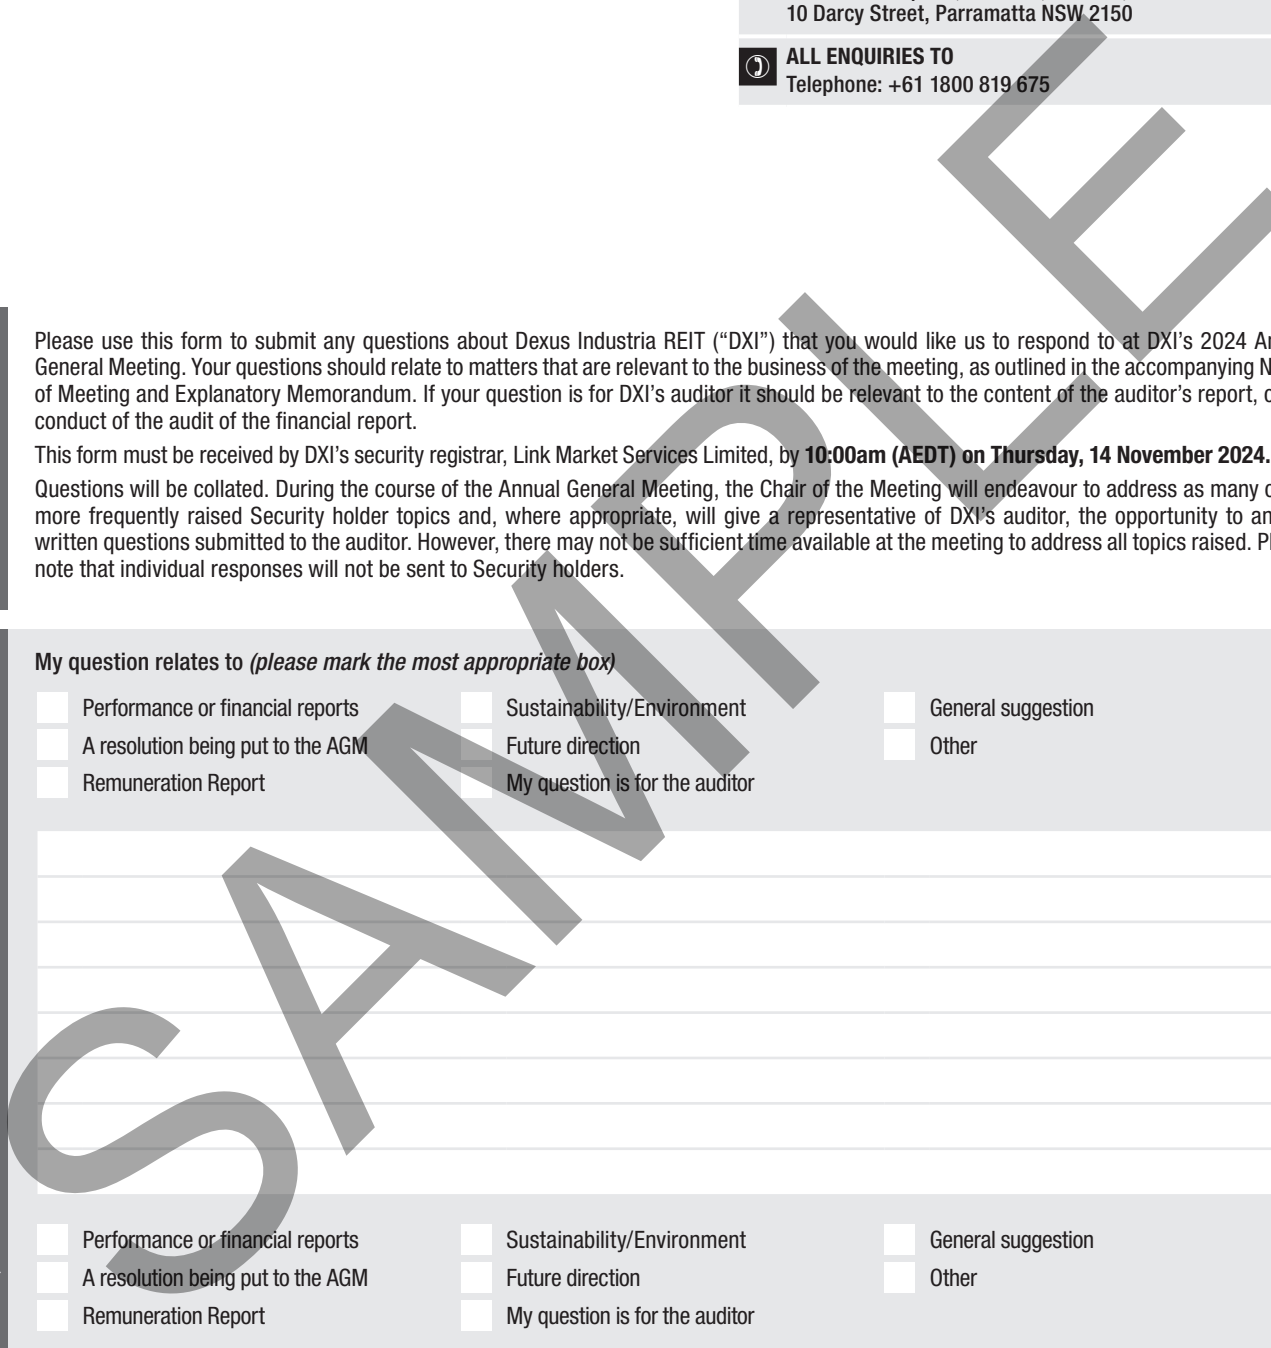 10 Darcy Street, Parramatta NSW 2150
ALL ENQUIRIES TO
Telephone: +61 1800 819 675
Please use this form to submit any questions about Dexus Industria REIT (“DXI”) that you would like us to respond to at DXI’s 2024
General Meeting. Your questions should relate to matters that are relevant to the business of the meeting, as outlined in the accompanying
of Meeting and Explanatory Memorandum. If your question is for DXI’s auditor it should be relevant to the content of the auditor’s report,
conduct of the audit of the financial report.
This form must be received by DXI’s security registrar, Link Market Services Limited, by 10:00am (AEDT) on Thursday, 14 November 2024.
Questions will be collated. During the course of the Annual General Meeting, the Chair of the Meeting will endeavour to address as many
more frequently raised Security holder topics and, where appropriate, will give a representative of DXI’s auditor, the opportunity to
written questions submitted to the auditor. However, there may not be sufficient time available at the meeting to address all topics raised.
note that individual responses will not be sent to Security holders.
My question relates to (please mark the most appropriate box)
Performance or financial reports Sustainability/Environment General suggestion
A resolution being put to the AGM Future direction Other
Remuneration Report My question is for the auditor
Performance or financial reports Sustainability/Environment General suggestion
A resolution being put to the AGM Future direction Other
Remuneration Report My question is for the auditor
SAMPLE